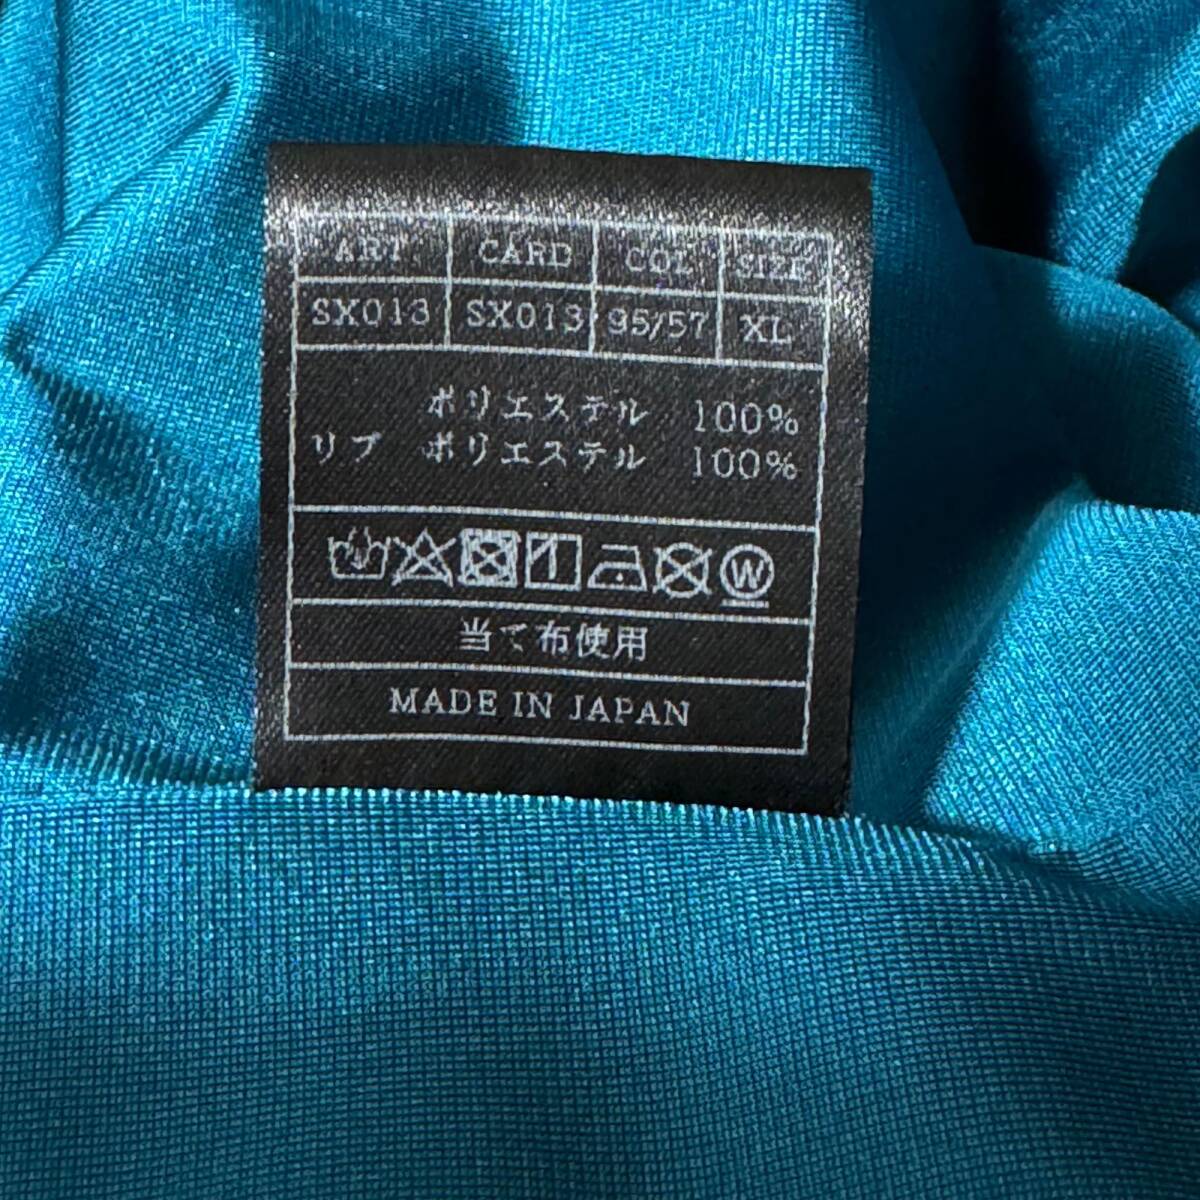 ART CARD COL SIZE
SX013 SX013 95/57 XL
ポリエステル 100%
リブ ポリエステル 100%
W
当て布使用
MADE IN JAPAN